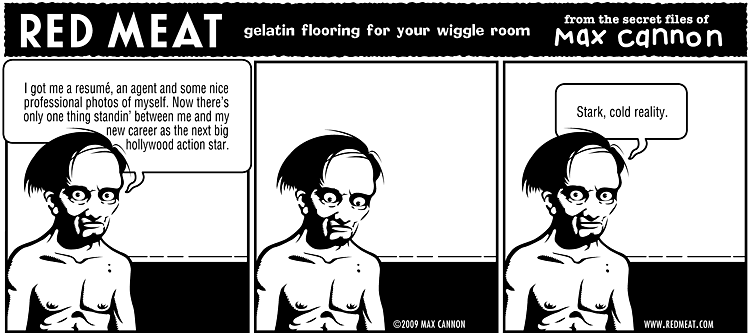 RED MEAT
gelatin flooring for your wiggle room
from the secret files of
Max Cannon
I got me a resumé, an agent and some nice
professional photos of myself. Now there's
only one thing standin' between me and my
new career as the next big
hollywood action star.
©2009 MAX CANNON
Stark, cold reality.
WWW.REDMEAT.COM